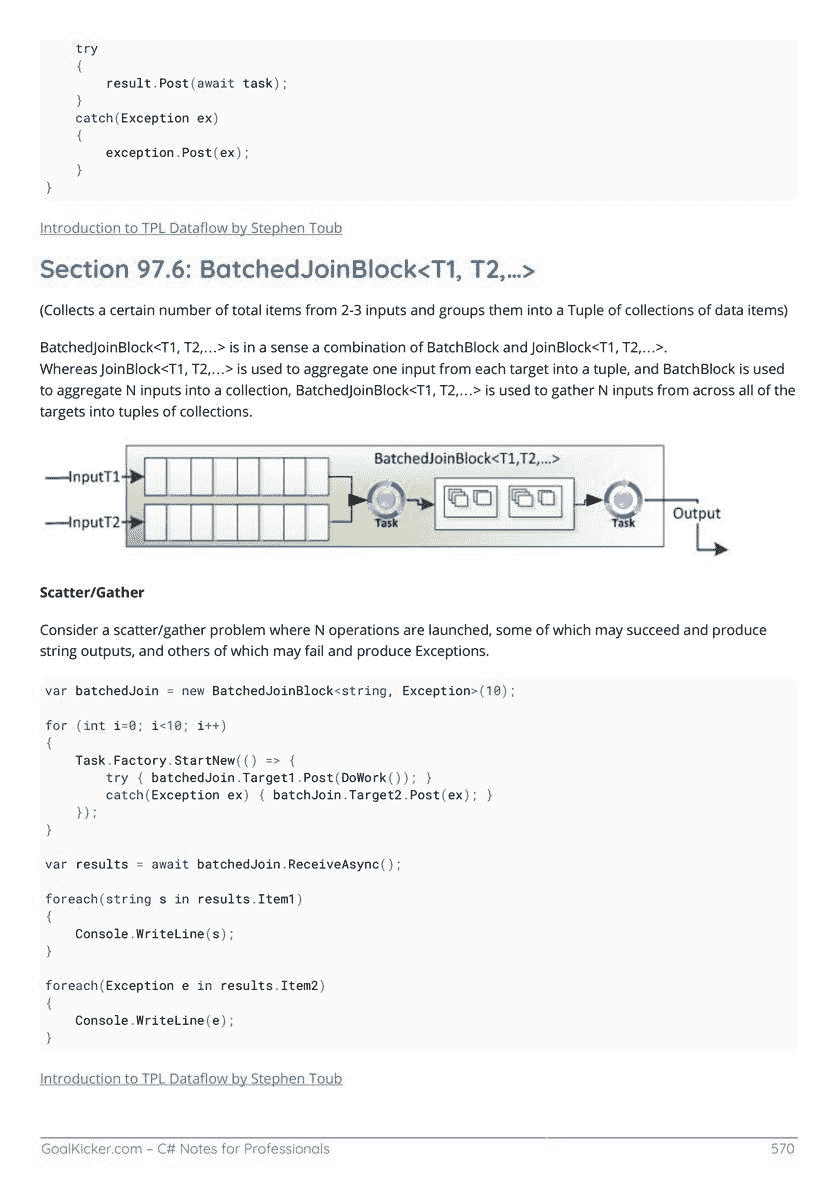 try
    {
        result.Post(await task);
    }
    catch(Exception ex)
    {
        exception.Post(ex);
    }
}
Introduction to TPL Dataflow by Stephen Toub
Section 97.6: BatchedJoinBlock<T1, T2,…>
(Collects a certain number of total items from 2-3 inputs and groups them into a Tuple of collections of data items)
BatchedJoinBlock<T1, T2,…> is in a sense a combination of BatchBlock and JoinBlock<T1, T2,…>.
Whereas JoinBlock<T1, T2,…> is used to aggregate one input from each target into a tuple, and BatchBlock is used
to aggregate N inputs into a collection, BatchedJoinBlock<T1, T2,…> is used to gather N inputs from across all of the
targets into tuples of collections.
BatchedJoinBlock<T1,T2,…>
InputT1
InputT2
Task
Task
Output
Scatter/Gather
Consider a scatter/gather problem where N operations are launched, some of which may succeed and produce
string outputs, and others of which may fail and produce Exceptions.
var batchedJoin = new BatchedJoinBlock<string, Exception>(10);
for (int i=0; i<10; i++)
{
    Task.Factory.StartNew(() => {
        try { batchedJoin.Target1.Post(DoWork()); }
        catch(Exception ex) { batchJoin.Target2.Post(ex); }
    });
}
var results = await batchedJoin.ReceiveAsync();
foreach(string s in results.Item1)
{
    Console.WriteLine(s);
}
foreach(Exception e in results.Item2)
{
    Console.WriteLine(e);
}
Introduction to TPL Dataflow by Stephen Toub
GoalKicker.com – C# Notes for Professionals
570